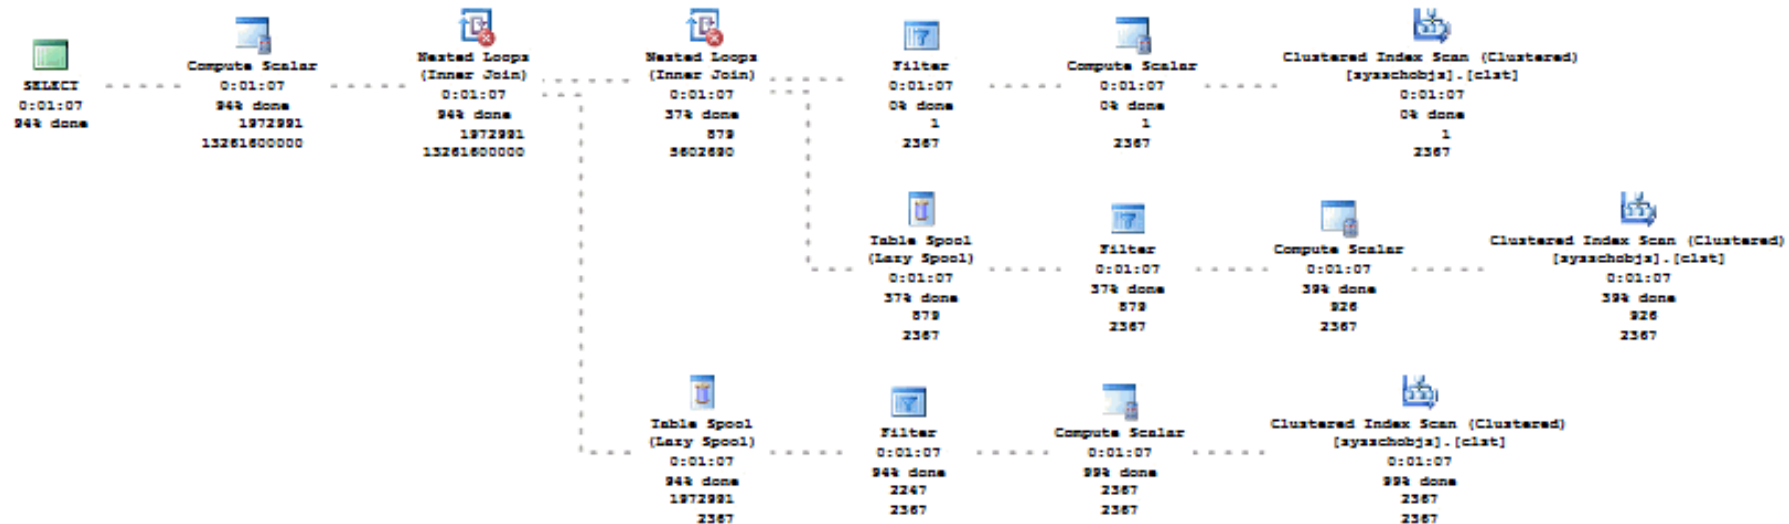 SELECT
0:01:07
94% done
Compute Scalar
0:01:07
94% done
1972991
13261600000
Nested Loops
(Inner Join)
0:01:07
94% done
1972991
13261600000
Nested Loops
(Inner Join)
0:01:07
37% done
879
5602690
Filter
0:01:07
0% done
1
2367
Compute Scalar
0:01:07
0% done
1
2367
Clustered Index Scan (Clustered)
[sysschobjs].[clst]
0:01:07
0% done
1
2367
Table Spool
(Lazy Spool)
0:01:07
37% done
879
2367
Filter
0:01:07
37% done
879
2367
Compute Scalar
0:01:07
39% done
926
2367
Clustered Index Scan (Clustered)
[sysschobjs].[clst]
0:01:07
39% done
926
2367
Table Spool
(Lazy Spool)
0:01:07
94% done
1972991
2367
Filter
0:01:07
94% done
2247
2367
Compute Scalar
0:01:07
99% done
2367
2367
Clustered Index Scan (Clustered)
[sysschobjs].[clst]
0:01:07
99% done
2367
2367